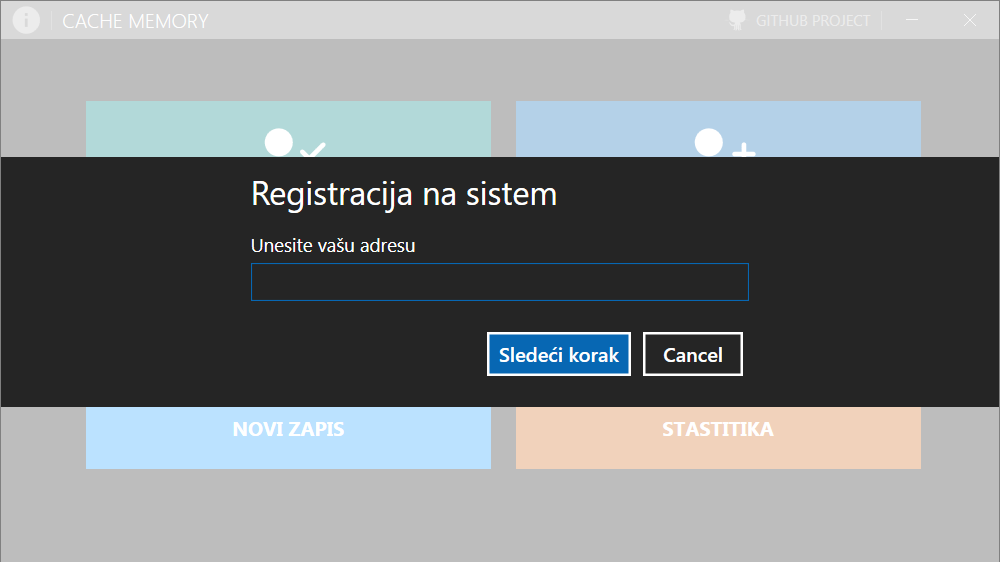 CACHE MEMORY
GITHUB PROJECT
Registracija na sistem
Unesite vašu adresu
Sledeći korak
Cancel
NOVI ZAPIS
STASTITIKA